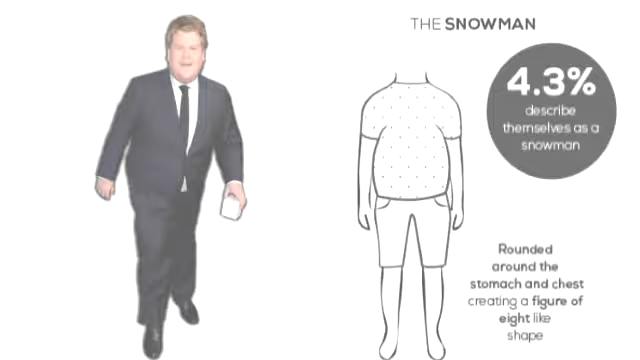 THE SNOWMAN
4.3%
describe
themselves as a
snowman
Rounded
around the
stomach and chest
creating a figure of
eight like
shape